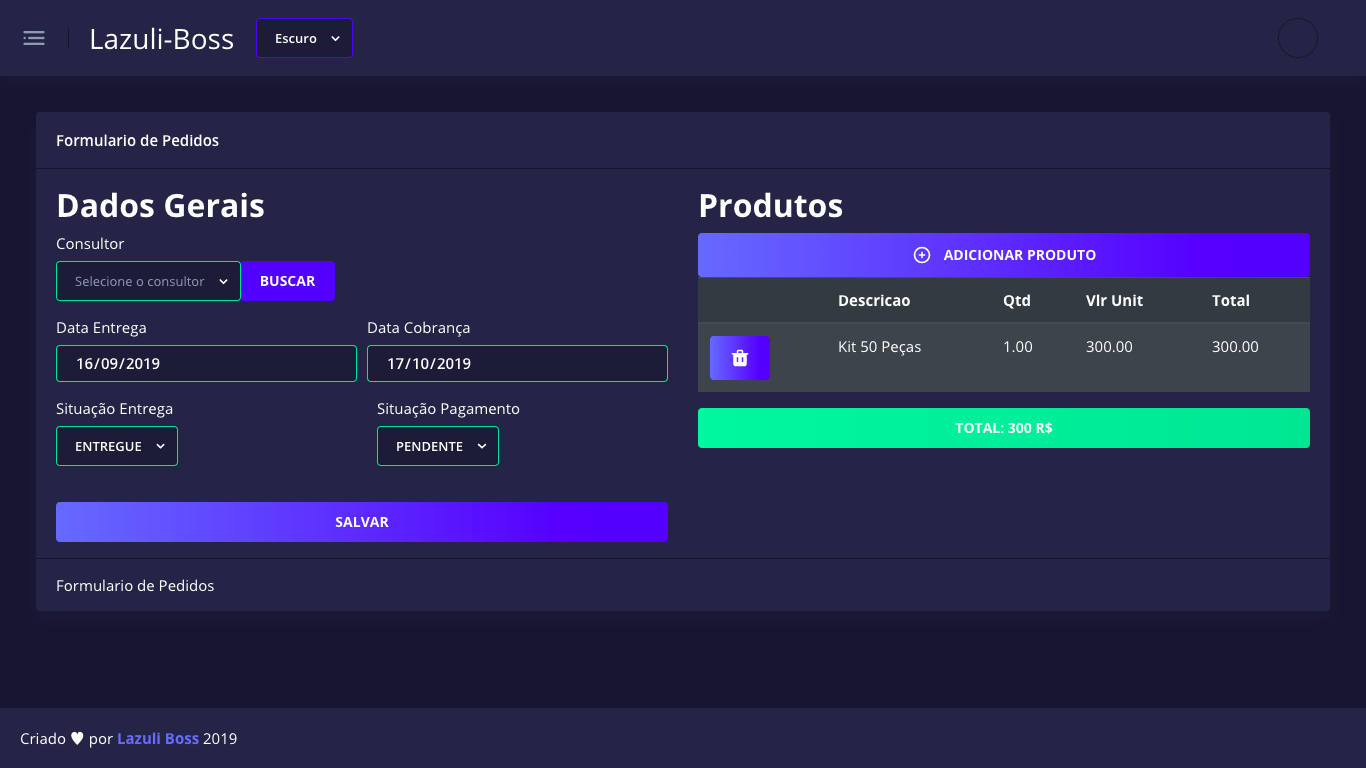 Lazuli-Boss
Escuro
Formulario de Pedidos
Dados Gerais
Consultor
Selecione o consultor
BUSCAR
Data Entrega
Data Cobrança
16/09/2019
17/10/2019
Situação Entrega
Situação Pagamento
ENTREGUE
PENDENTE
SALVAR
Produtos
ADICIONAR PRODUTO
Descricao Qtd Vlr Unit Total
Kit 50 Peças 1.00 300.00 300.00
TOTAL: 300 R$
Formulario de Pedidos
Criado ♥ por Lazuli Boss 2019